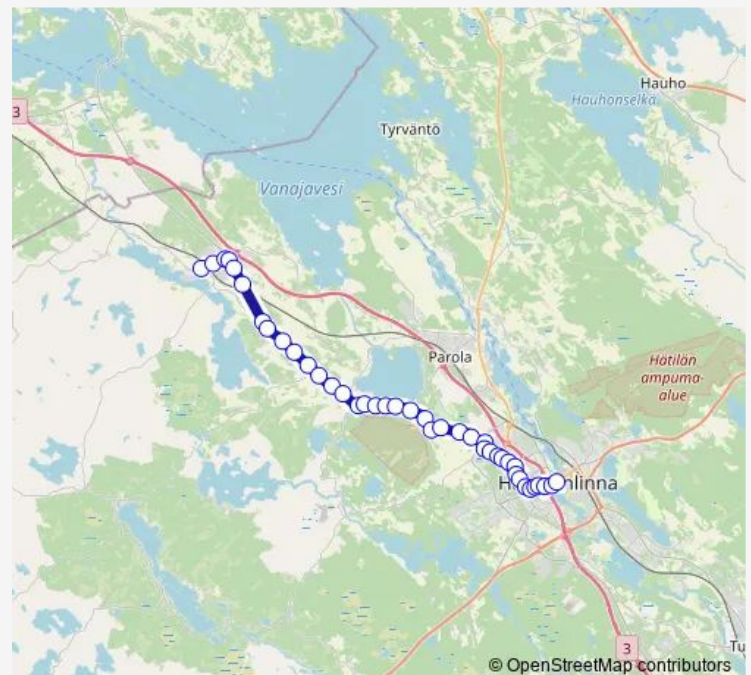 Hauho
3
Hauhonselkä
Tyrväntö
Vanajavesi
Parola
Hätilän
ampuma-
alue
3
© OpenStreetMap contributors